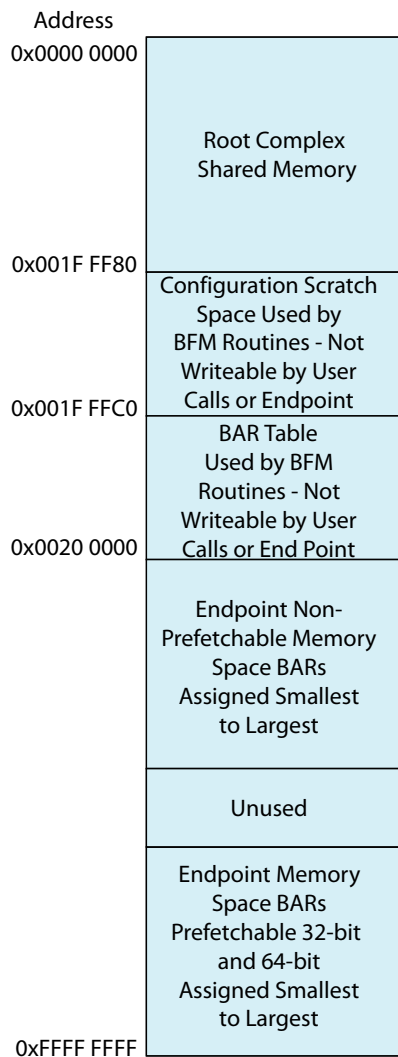 Address
0x0000 0000
Root Complex
Shared Memory
0x001F FF80
Configuration Scratch
Space Used by
BFM Routines - Not
Writeable by User
Calls or Endpoint
0x001F FFC0
BAR Table
Used by BFM
Routines - Not
Writeable by User
Calls or End Point
0x0020 0000
Endpoint Non-
Prefetchable Memory
Space BARs
Assigned Smallest
to Largest
Unused
Endpoint Memory
Space BARs
Prefetchable 32-bit
and 64-bit
Assigned Smallest
to Largest
0xFFFF FFFF